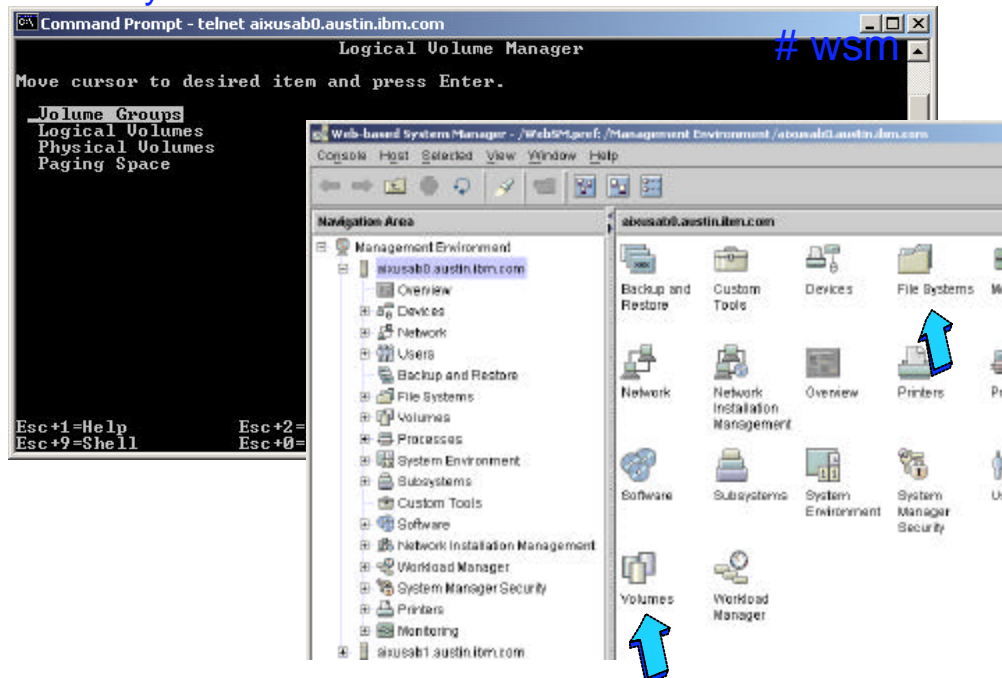 Command Prompt - telnet aixusab0.austin.ibm.com
# wsm
Logical Volume Manager
Move cursor to desired item and press Enter.
Volume Groups
Logical Volumes
Physical Volumes
Paging Space
Esc+1=Help Esc+2=
Esc+9=Shell Esc+0=
Web-based System Manager - /WebSM.pref: /Management Environment/aixusab0.austin.ibm.com
Console Host Selected View Window Help
Navigation Area
Management Environment
aixusab0.austin.ibm.com
Overview
Devices
Network
Users
Backup and Restore
File Systems
Volumes
Processes
System Environment
Subsystems
Custom Tools
Software
Network Installation Management
Workload Manager
System Manager Security
Printers
Monitoring
aixusab1.austin.ibm.com
aixusab0.austin.ibm.com
Backup and Restore
Custom Tools
Devices
File Systems
Network
Network Installation Management
Overview
Printers
Software
Subsystems
System Environment
System Manager Security
Volumes
Workload Manager